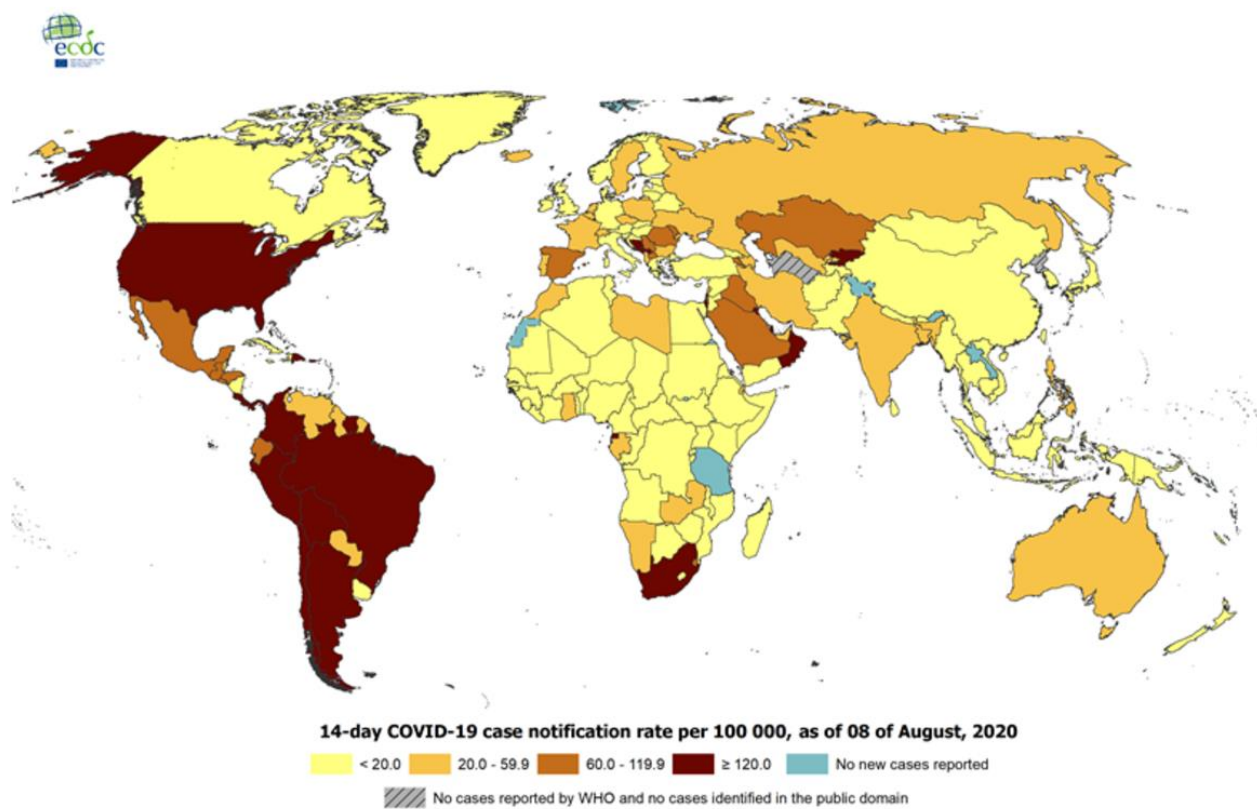 ecdc
14-day COVID-19 case notification rate per 100 000, as of 08 of August, 2020
< 20.0 20.0 - 59.9 60.0 - 119.9 ≥ 120.0 No new cases reported
No cases reported by WHO and no cases identified in the public domain